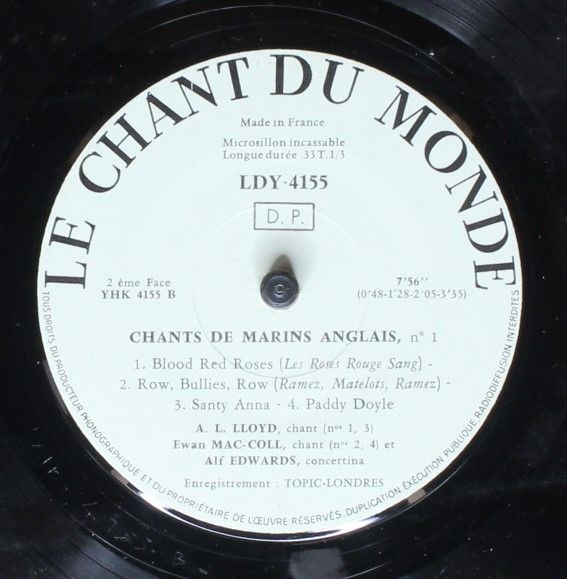 LE CHANT DU MONDE
Made in France
Microsillon incassable
Longue durée 33 T. 1/3
LDY-4155
D. P.
2 ème Face
YHK 4155 B
7'56''
(0'48-1'28-2'05-3'35)
CHANTS DE MARINS ANGLAIS, n° 1
1. Blood Red Roses (Les Roses Rouge Sang) -
2. Row, Bullies, Row (Ramez, Matelots, Ramez) -
3. Santy Anna - 4. Paddy Doyle
A. L. LLOYD, chant (nos 1, 3)
Ewan MAC-COLL, chant (nos 2, 4) et
Alf EDWARDS, concertina
Enregistrement : TOPIC-LONDRES
TOUS DROITS DU PRODUCTEUR PHONOGRAPHIQUE ET DU PROPRIÉTAIRE DE L'ŒUVRE RÉSERVÉS. DUPLICATION EXÉCUTION PUBLIQUE RADIODIFFUSION INTERDITES